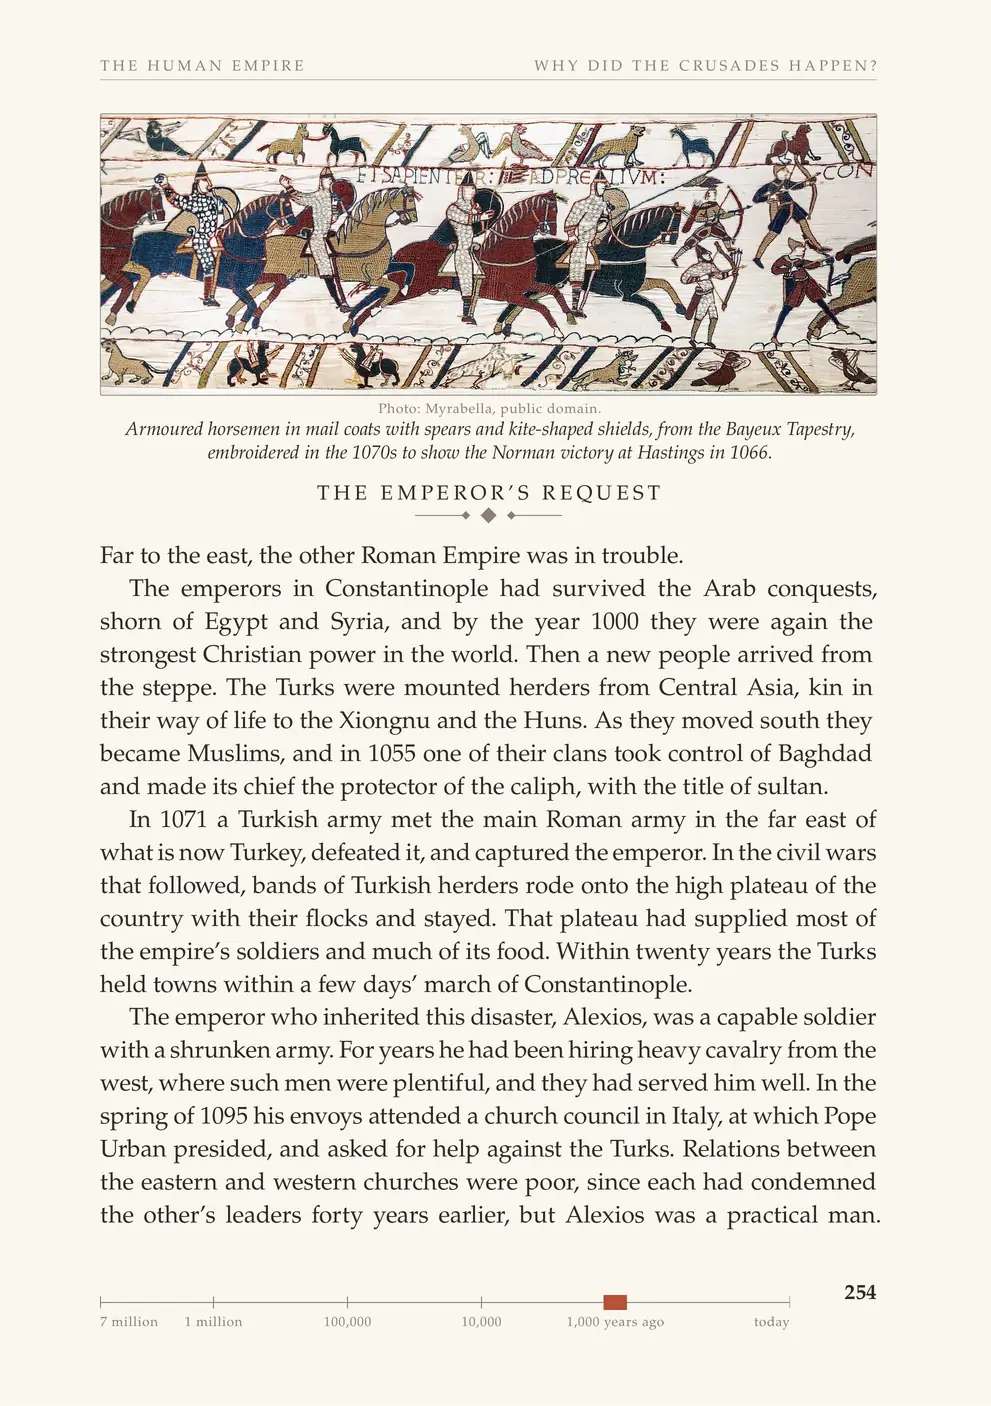 THE HUMAN EMPIRE
WHY DID THE CRUSADES HAPPEN?
ET SAPIENTER: AD PRELIVM:
CON
Photo: Myrabella, public domain.
Armoured horsemen in mail coats with spears and kite-shaped shields, from the Bayeux Tapestry,
embroidered in the 1070s to show the Norman victory at Hastings in 1066.
THE EMPEROR’S REQUEST
Far to the east, the other Roman Empire was in trouble.
The emperors in Constantinople had survived the Arab conquests,
shorn of Egypt and Syria, and by the year 1000 they were again the
strongest Christian power in the world. Then a new people arrived from
the steppe. The Turks were mounted herders from Central Asia, kin in
their way of life to the Xiongnu and the Huns. As they moved south they
became Muslims, and in 1055 one of their clans took control of Baghdad
and made its chief the protector of the caliph, with the title of sultan.
In 1071 a Turkish army met the main Roman army in the far east of
what is now Turkey, defeated it, and captured the emperor. In the civil wars
that followed, bands of Turkish herders rode onto the high plateau of the
country with their flocks and stayed. That plateau had supplied most of
the empire’s soldiers and much of its food. Within twenty years the Turks
held towns within a few days’ march of Constantinople.
The emperor who inherited this disaster, Alexios, was a capable soldier
with a shrunken army. For years he had been hiring heavy cavalry from the
west, where such men were plentiful, and they had served him well. In the
spring of 1095 his envoys attended a church council in Italy, at which Pope
Urban presided, and asked for help against the Turks. Relations between
the eastern and western churches were poor, since each had condemned
the other’s leaders forty years earlier, but Alexios was a practical man.
254
7 million
1 million
100,000
10,000
1,000 years ago
today